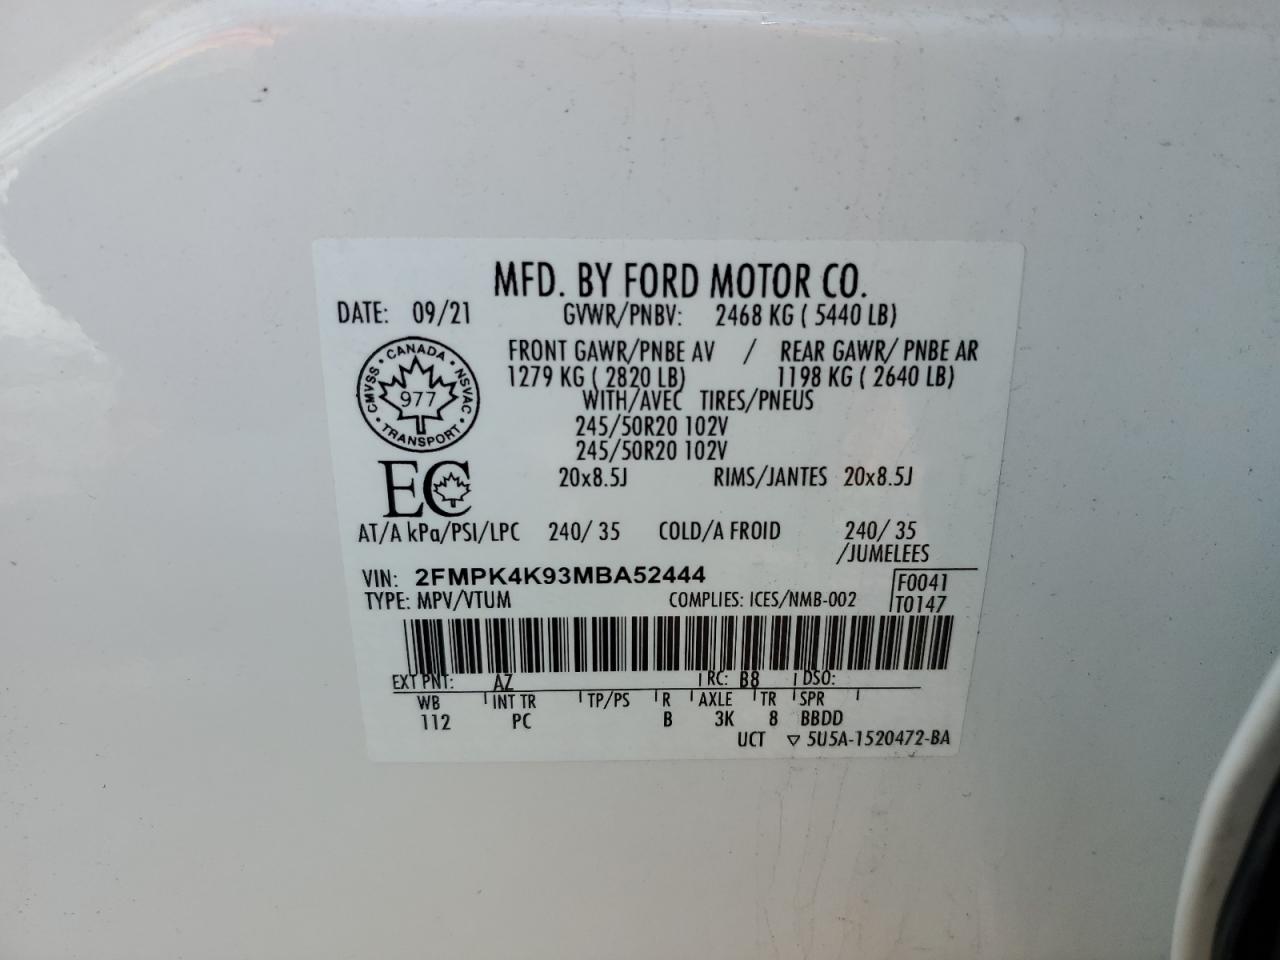 MFD. BY FORD MOTOR CO.
DATE: 09/21 GVWR/PNBV: 2468 KG ( 5440 LB)
FRONT GAWR/PNBE AV / REAR GAWR/ PNBE AR
1279 KG ( 2820 LB) 1198 KG ( 2640 LB)
WITH/AVEC TIRES/PNEUS
245/50R20 102V
245/50R20 102V
20x8.5J RIMS/JANTES 20x8.5J
CANADA
CMVSS 977 NSVAC
TRANSPORT
EC
AT/A kPa/PSI/LPC 240/ 35 COLD/A FROID 240/ 35
/JUMELEES
VIN: 2FMPK4K93MBA52444 F0041
TYPE: MPV/VTUM COMPLIES: ICES/NMB-002 T0147
EXT PNT: AZ RC: B8 DSO:
WB INT TR TP/PS R AXLE TR SPR
112 PC B 3K 8 BBDD
UCT ▽ 5U5A-1520472-BA